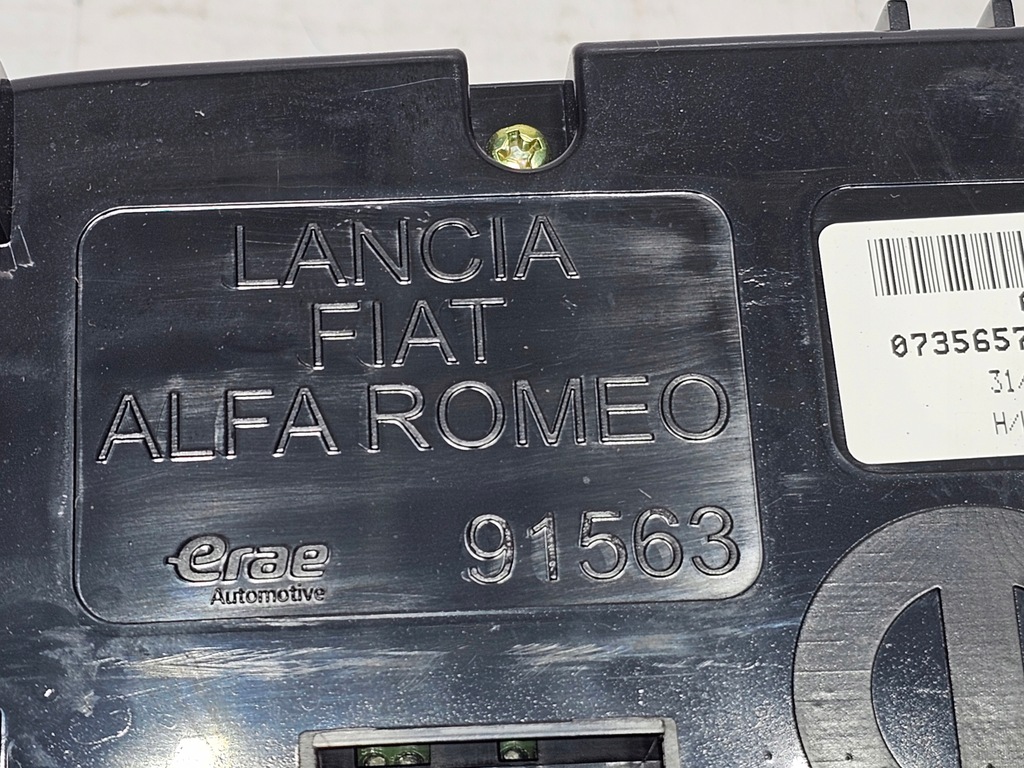 LANCIA
FIAT
ALFA ROMEO
erae
Automotive
91563
0735657
31/
H/